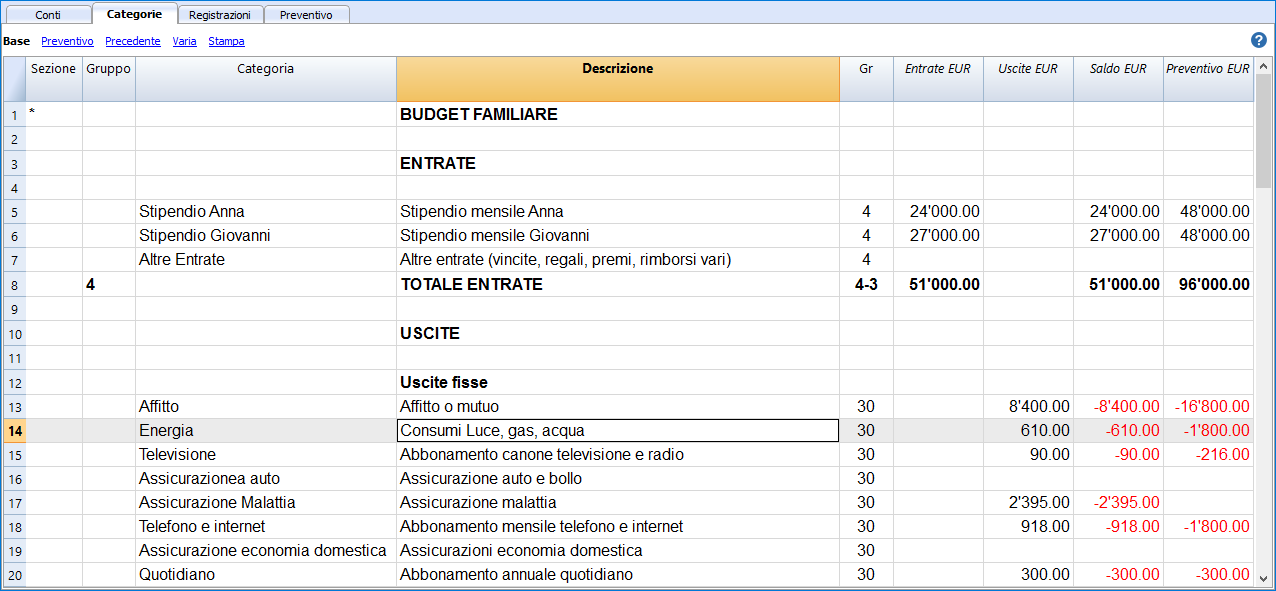 Conti Categorie Registrazioni Preventivo
Base Preventivo Precedente Varia Stampa ?
Sezione Gruppo Categoria Descrizione Gr Entrate EUR Uscite EUR Saldo EUR Preventivo EUR
1 * BUDGET FAMILIARE
2
3 ENTRATE
4
5 Stipendio Anna Stipendio mensile Anna 4 24'000.00 24'000.00 48'000.00
6 Stipendio Giovanni Stipendio mensile Giovanni 4 27'000.00 27'000.00 48'000.00
7 Altre Entrate Altre entrate (vincite, regali, premi, rimborsi vari) 4
8 4 TOTALE ENTRATE 4-3 51'000.00 51'000.00 96'000.00
9
10 USCITE
11
12 Uscite fisse
13 Affitto Affitto o mutuo 30 8'400.00 -8'400.00 -16'800.00
14 Energia Consumi Luce, gas, acqua 30 610.00 -610.00 -1'800.00
15 Televisione Abbonamento canone televisione e radio 30 90.00 -90.00 -216.00
16 Assicurazionea auto Assicurazione auto e bollo 30
17 Assicurazione Malattia Assicurazione malattia 30 2'395.00 -2'395.00
18 Telefono e internet Abbonamento mensile telefono e internet 30 918.00 -918.00 -1'800.00
19 Assicurazione economia domestica Assicurazioni economia domestica 30
20 Quotidiano Abbonamento annuale quotidiano 30 300.00 -300.00 -300.00